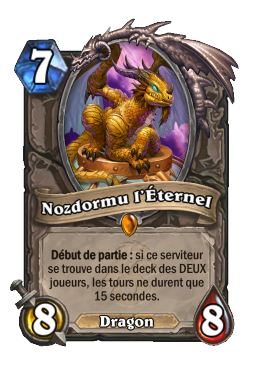 7
Nozdormu l'Éternel
Début de partie : si ce serviteur
se trouve dans le deck des DEUX
joueurs, les tours ne durent que
15 secondes.
8
Dragon
8